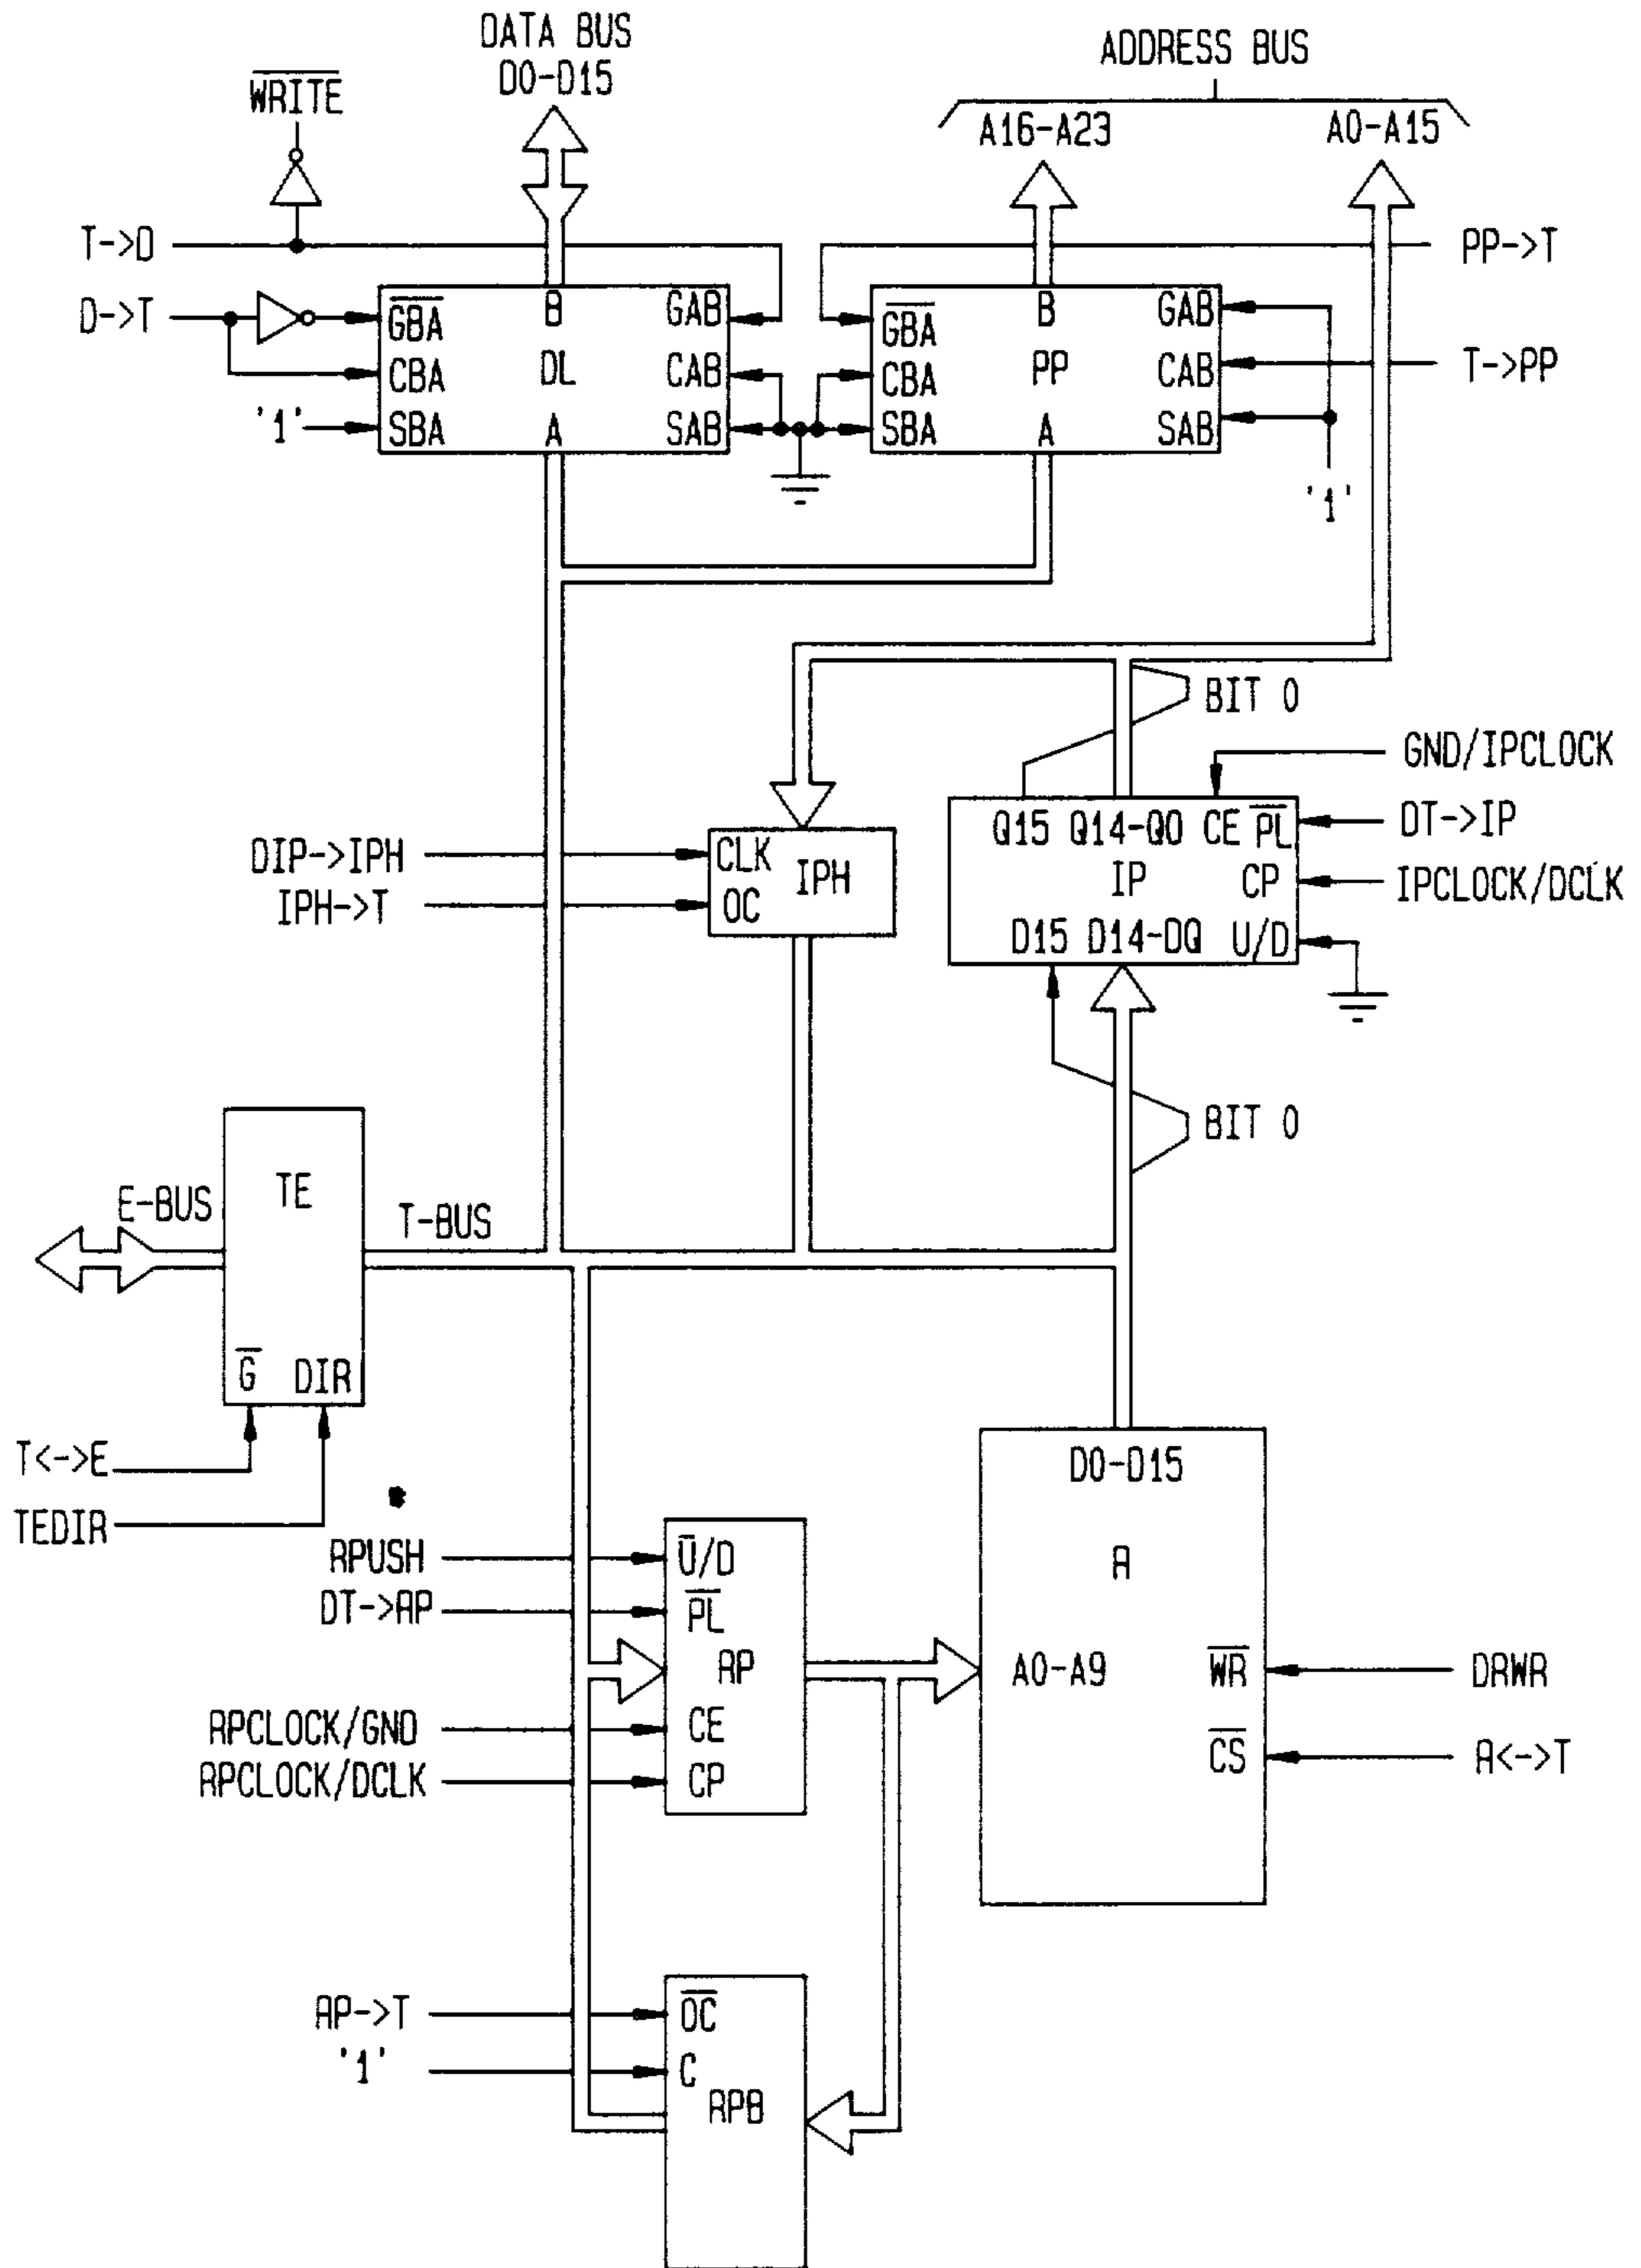 DATA BUS
D0-D15
ADDRESS BUS
WRITE
A16-A23
A0-A15
T->D
PP->T
D->T
GBA
B
GAB
CBA
DL
CAB
'1'
SBA
A
SAB
GBA
B
GAB
CBA
PP
CAB
T->PP
SBA
A
SAB
'1'
BIT 0
GND/IPCLOCK
Q15 Q14-Q0 CE PL
DT->IP
DIP->IPH
CLK
IPH
IP
CP
IPCLOCK/DCLK
IPH->T
OC
D15 D14-DQ U/D
BIT 0
TE
E-BUS
T-BUS
G DIR
T<->E
TEDIR
D0-D15
RPUSH
U/D
R
DT->AP
PL
RP
A0-A9
WR
DRWR
RPCLOCK/GND
CE
CS
R<->T
RPCLOCK/DCLK
CP
RP->T
OC
'1'
C
RPB